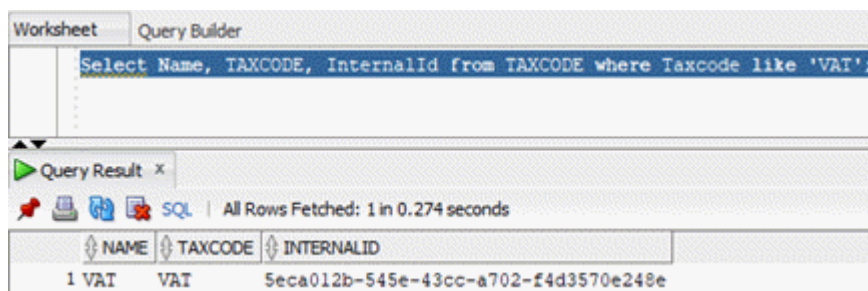 Worksheet Query Builder
Select Name, TAXCODE, InternalId from TAXCODE where Taxcode like 'VAT';
Query Result x
SQL | All Rows Fetched: 1 in 0.274 seconds
NAME TAXCODE INTERNALID
1 VAT VAT 5eca012b-545e-43cc-a702-f4d3570e248e